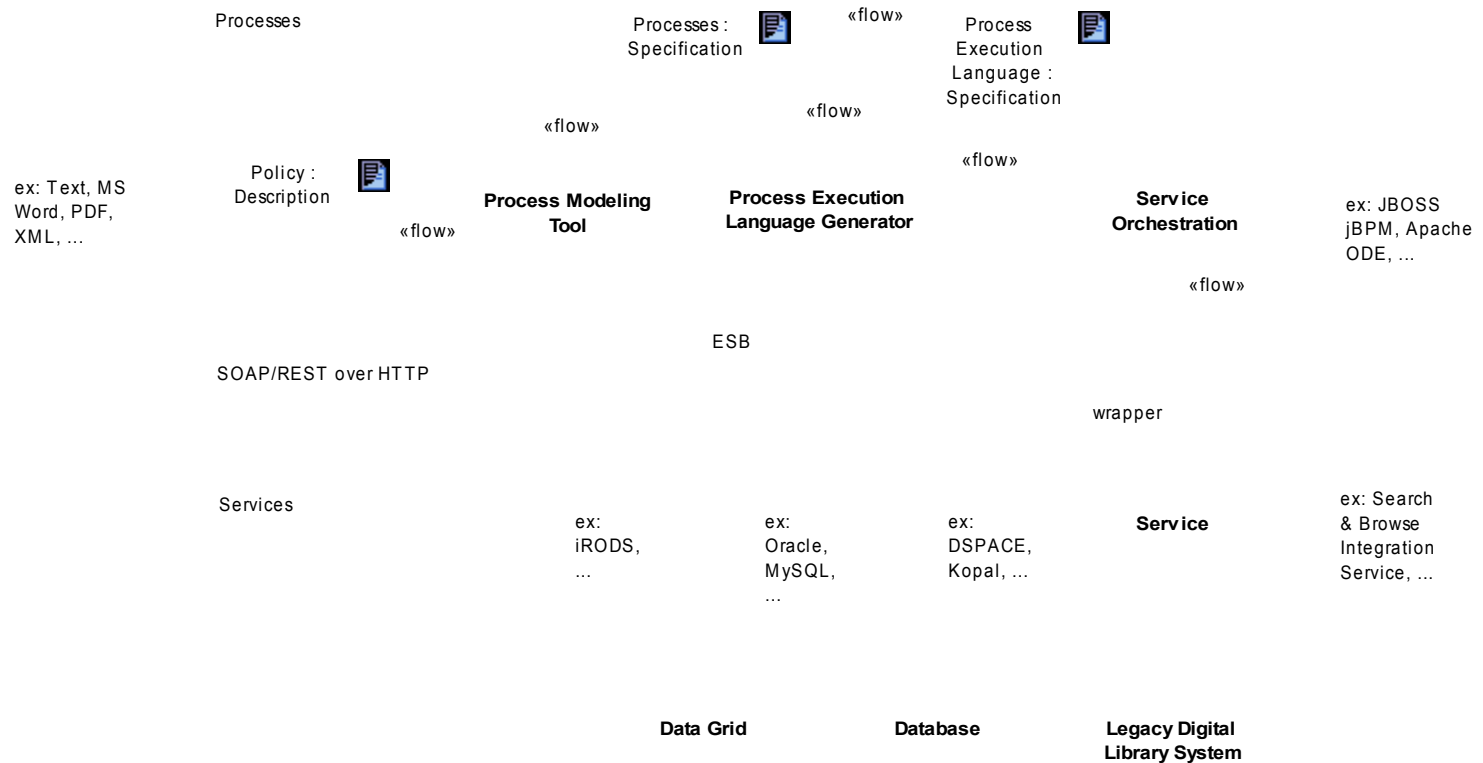 Processes
Processes :
Specification
«flow»
Process
Execution
Language :
Specification
«flow»
«flow»
«flow»
ex: Text, MS
Word, PDF,
XML, ...
Policy :
Description
«flow»
Process Modeling
Tool
Process Execution
Language Generator
Service
Orchestration
ex: JBOSS
jBPM, Apache
ODE, ...
«flow»
ESB
SOAP/REST over HTTP
wrapper
Services
ex:
iRODS,
...
ex:
Oracle,
MySQL,
...
ex:
DSPACE,
Kopal, ...
Service
ex: Search
& Browse
Integration
Service, ...
Data Grid
Database
Legacy Digital
Library System